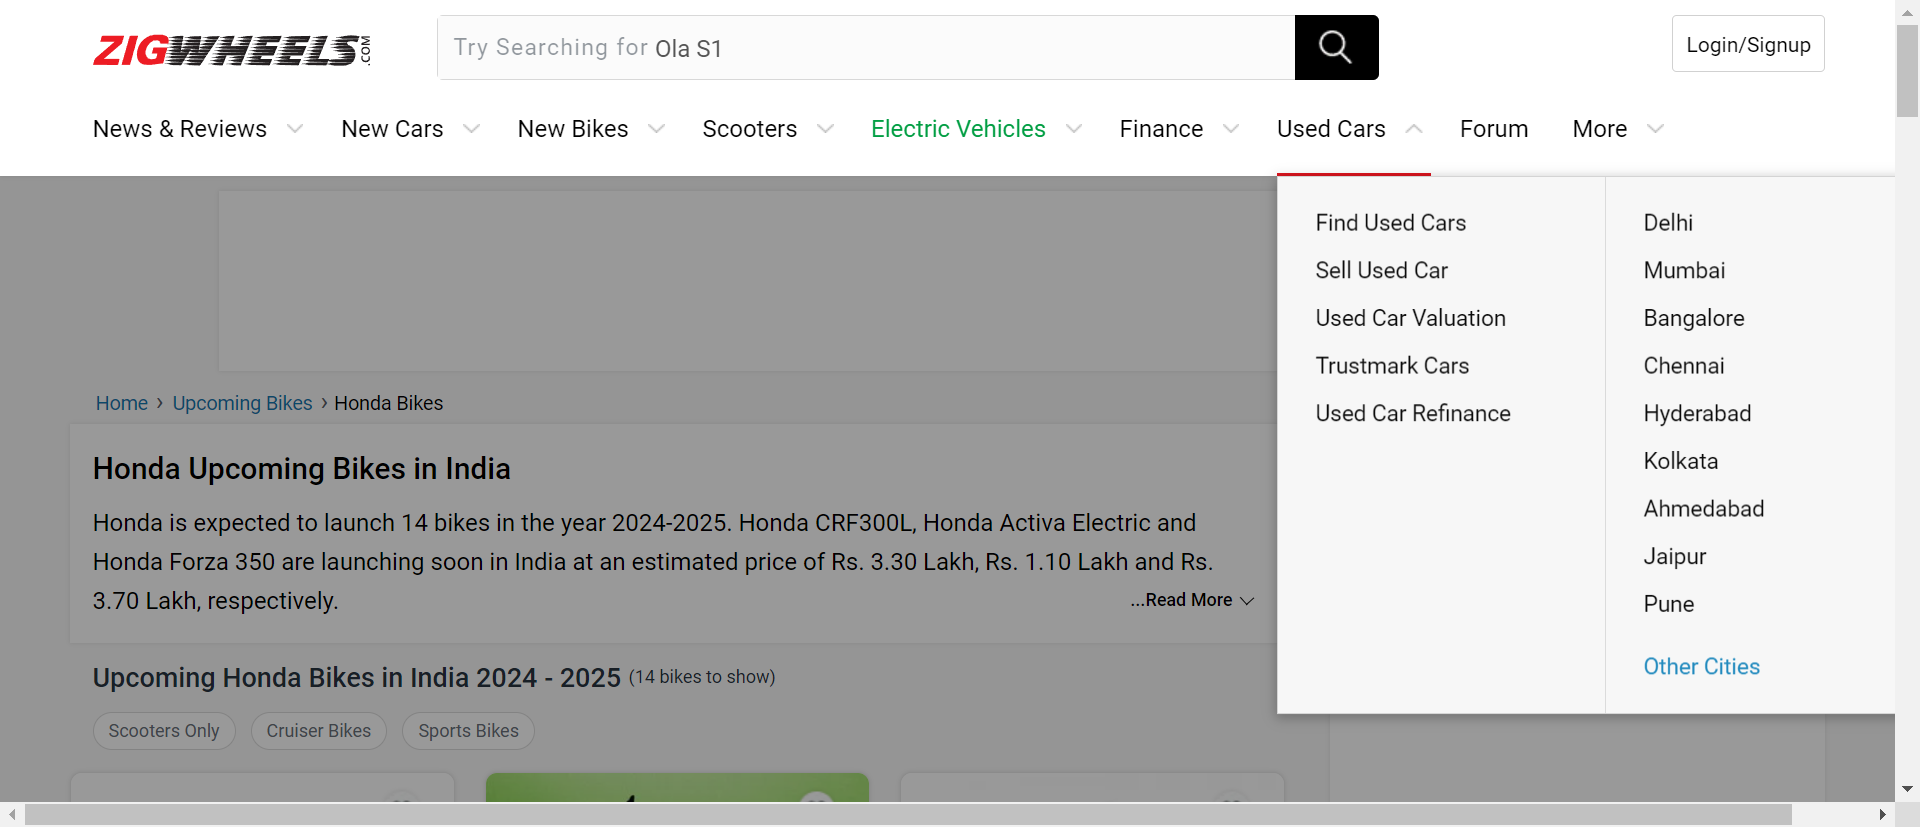 ZIGWHEELS.COM
Try Searching for Ola S1
Login/Signup
News & Reviews
New Cars
New Bikes
Scooters
Electric Vehicles
Finance
Used Cars
Forum
More
Find Used Cars
Sell Used Car
Used Car Valuation
Trustmark Cars
Used Car Refinance
Delhi
Mumbai
Bangalore
Chennai
Hyderabad
Kolkata
Ahmedabad
Jaipur
Pune
Other Cities
Home › Upcoming Bikes › Honda Bikes
Honda Upcoming Bikes in India
Honda is expected to launch 14 bikes in the year 2024-2025. Honda CRF300L, Honda Activa Electric and
Honda Forza 350 are launching soon in India at an estimated price of Rs. 3.30 Lakh, Rs. 1.10 Lakh and Rs.
3.70 Lakh, respectively.
...Read More
Upcoming Honda Bikes in India 2024 - 2025 (14 bikes to show)
Scooters Only
Cruiser Bikes
Sports Bikes